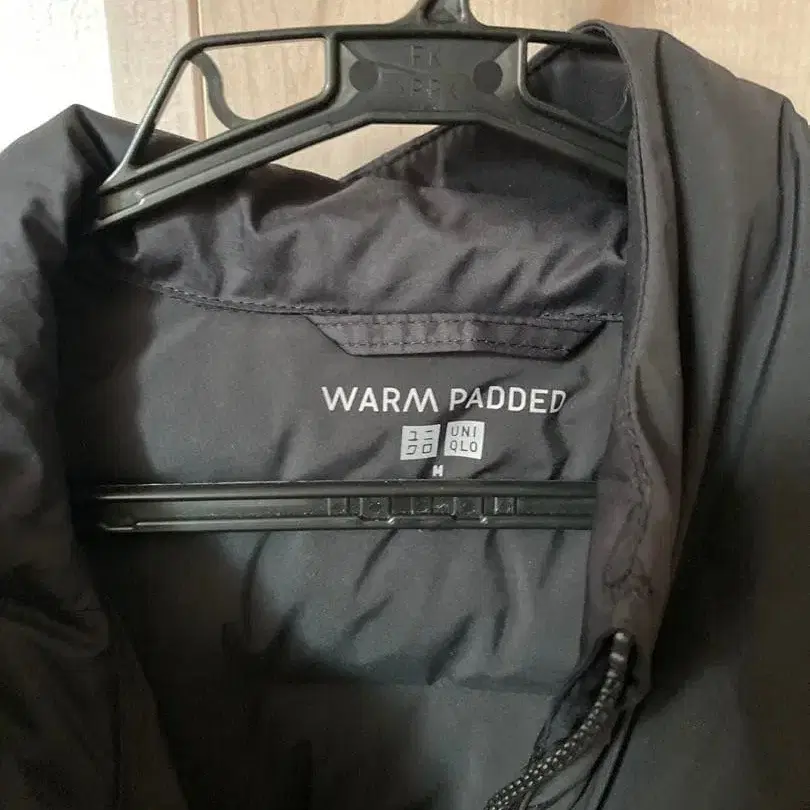 WARM PADDED
ユニ UNI
クロ QLO
M